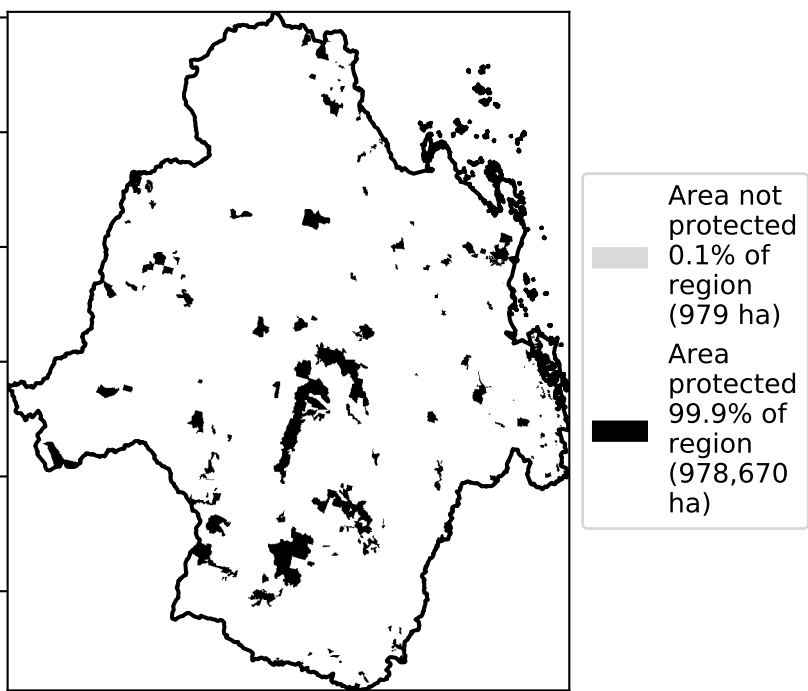 Area not
protected
0.1% of
region
(979 ha)
Area
protected
99.9% of
region
(978,670
ha)